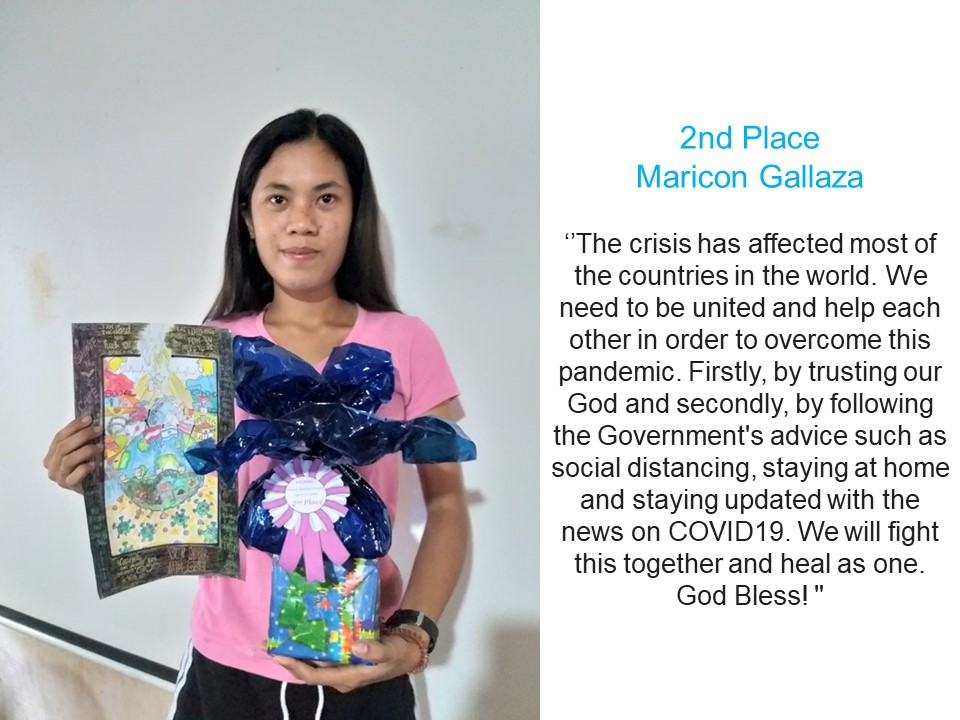 2nd Place
Maricon Gallaza
‘’The crisis has affected most of
the countries in the world. We
need to be united and help each
other in order to overcome this
pandemic. Firstly, by trusting our
God and secondly, by following
the Government's advice such as
social distancing, staying at home
and staying updated with the
news on COVID19. We will fight
this together and heal as one.
God Bless! "
2nd Place